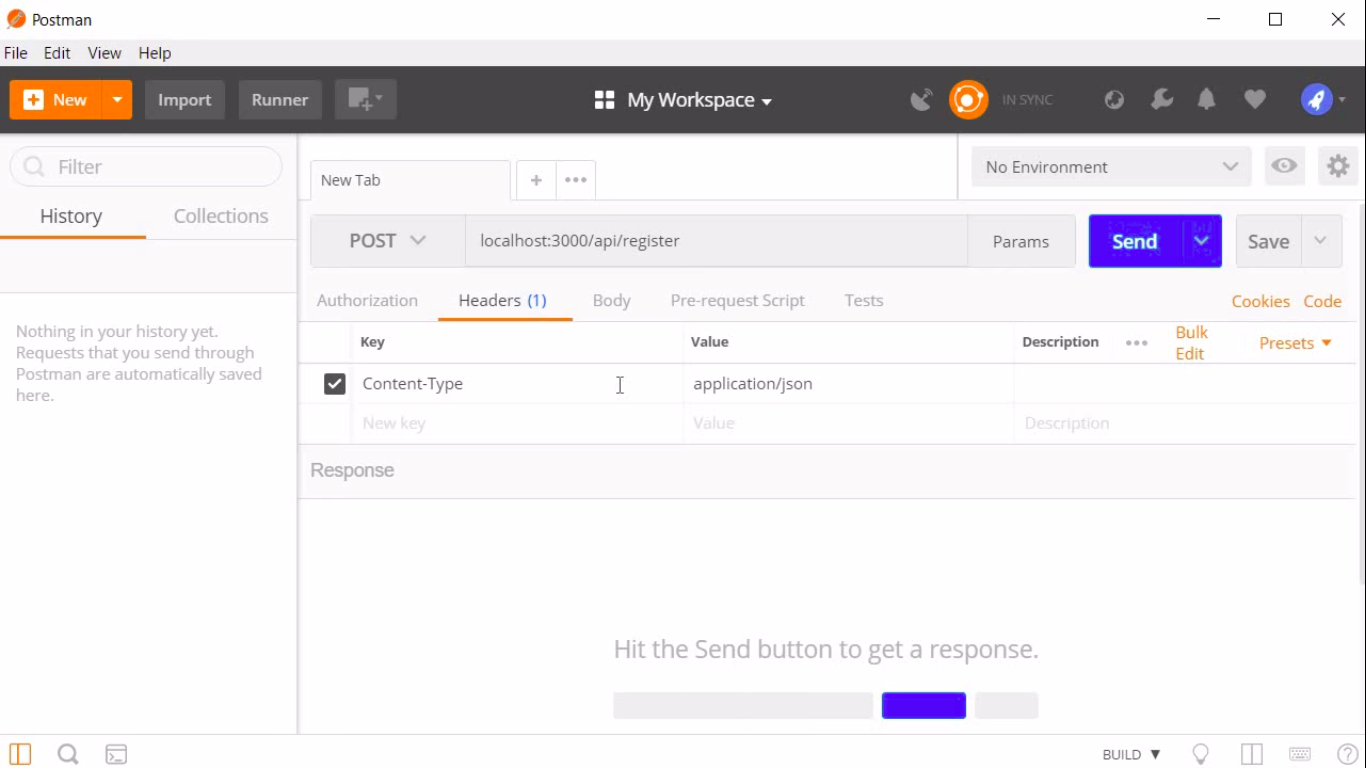 Postman
File Edit View Help
New Import Runner My Workspace IN SYNC
Filter
No Environment
New Tab
History Collections
POST localhost:3000/api/register Params Send Save
Authorization Headers (1) Body Pre-request Script Tests Cookies Code
Key Value Description Bulk Edit Presets
Content-Type application/json
New key Value Description
Nothing in your history yet.
Requests that you send through
Postman are automatically saved
here.
Response
Hit the Send button to get a response.
BUILD